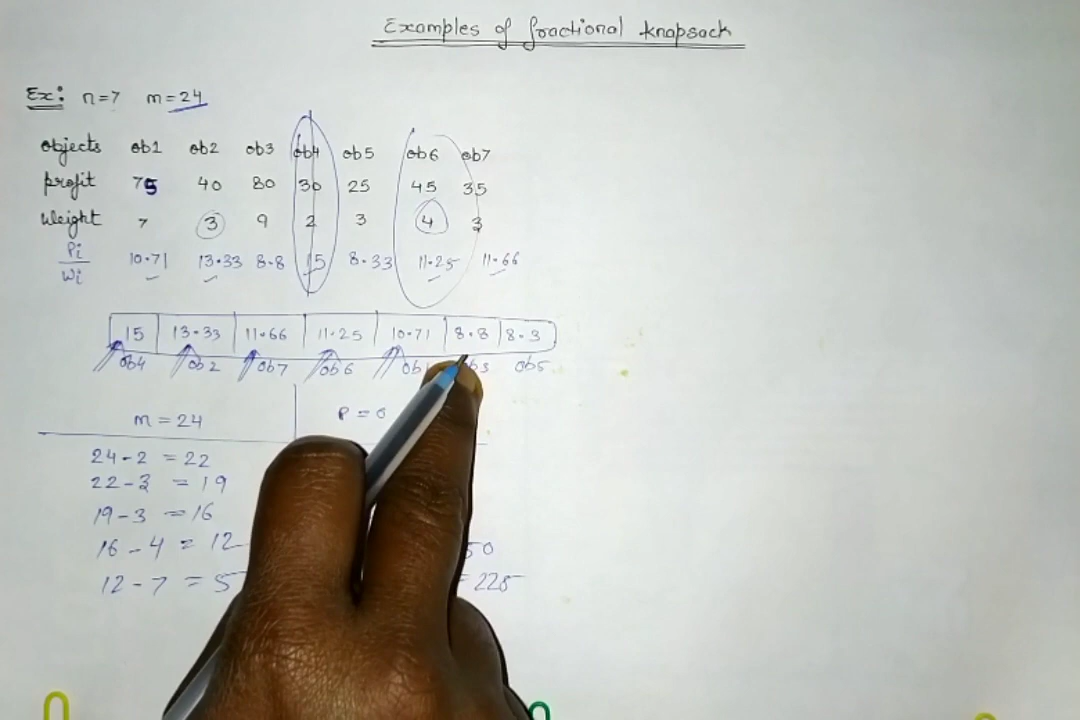 Examples of fractional knapsack
Ex: n=7 m=24
objects ob1 ob2 ob3 ob4 ob5 ob6 ob7
profit 75 40 80 30 25 45 35
Weight 7 3 9 2 3 4 3
Pi/Wi 10.71 13.33 8.8 15 8.33 11.25 11.66
15 13.33 11.66 11.25 10.71 8.8 8.3
ob4 ob2 ob7 ob6 ob5
m = 24 P = 0
24-2 = 22
22-3 = 19
19-3 = 16
16-4 = 12 50
12-7 = 5 = 225